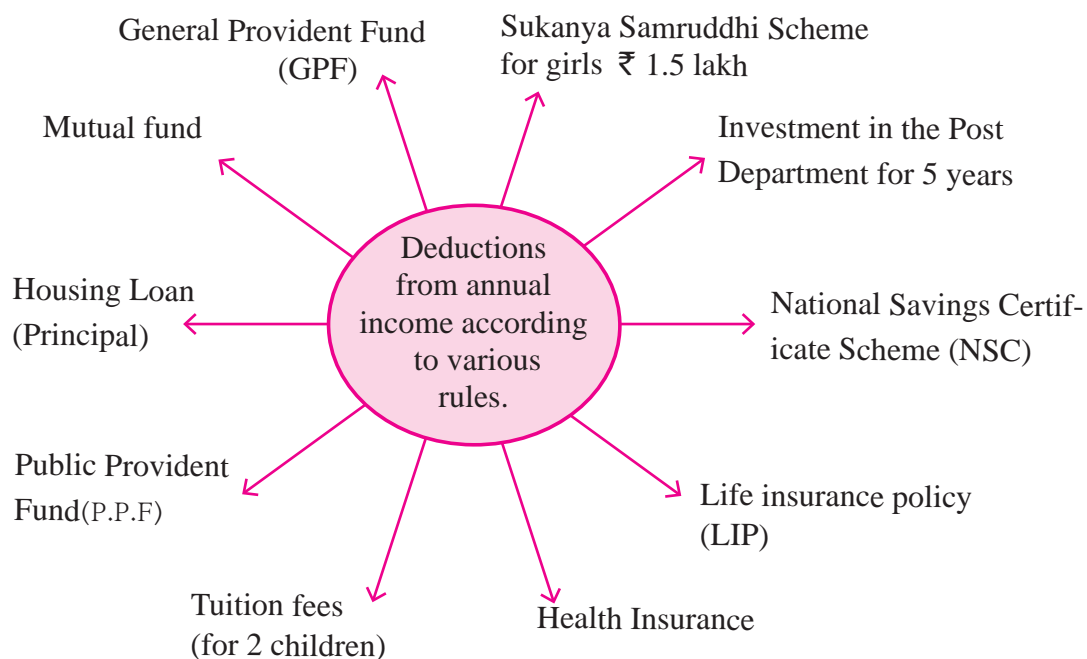 General Provident Fund
(GPF)
Sukanya Samruddhi Scheme
for girls ₹ 1.5 lakh
Mutual fund
Investment in the Post
Department for 5 years
Deductions
from annual
income according
to various
rules.
Housing Loan
(Principal)
National Savings Certif-
icate Scheme (NSC)
Public Provident
Fund(P.P.F)
Life insurance policy
(LIP)
Tuition fees
(for 2 children)
Health Insurance